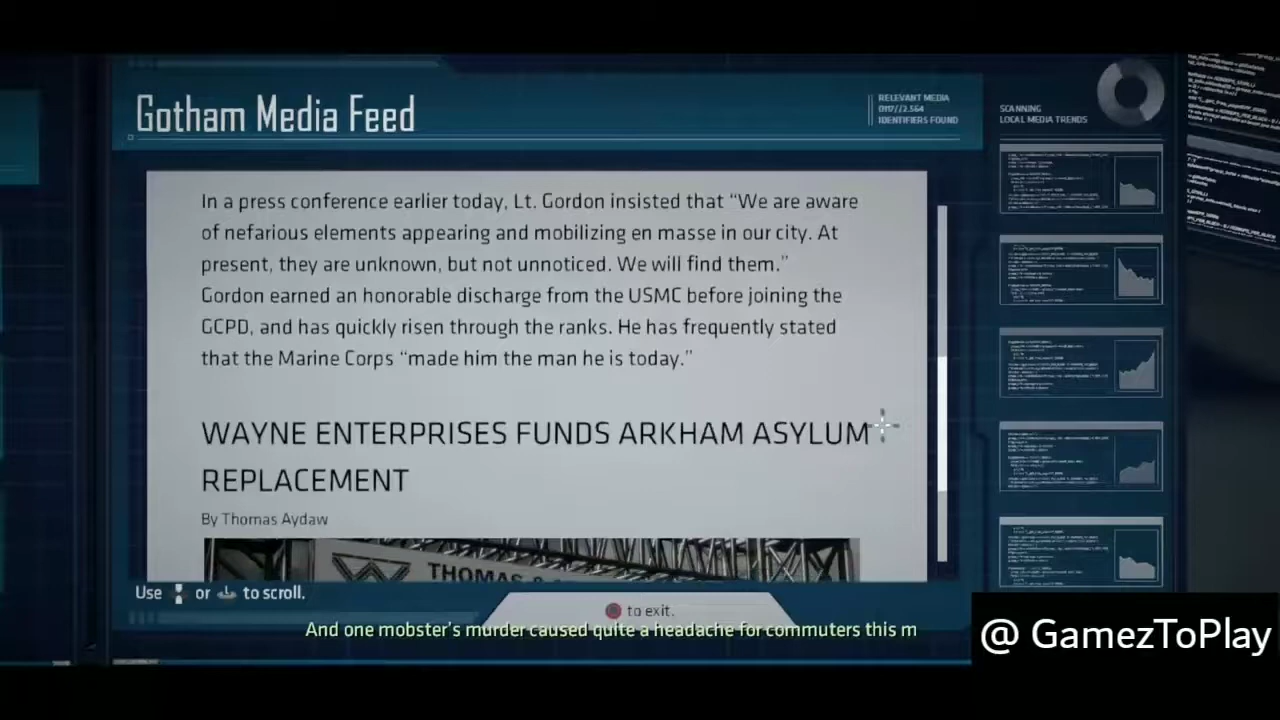 Gotham Media Feed
RELEVANT MEDIA
0117//2.564
IDENTIFIERS FOUND
SCANNING
LOCAL MEDIA TRENDS
In a press conference earlier today, Lt. Gordon insisted that “We are aware
of nefarious elements appearing and mobilizing en masse in our city. At
present, they are unknown, but not unnoticed. We will find them.”
Gordon earned an honorable discharge from the USMC before joining the
GCPD, and has quickly risen through the ranks. He has frequently stated
that the Marine Corps “made him the man he is today.”
WAYNE ENTERPRISES FUNDS ARKHAM ASYLUM
REPLACEMENT
By Thomas Aydaw
THOMAS
Use or to scroll.
to exit.
And one mobster's murder caused quite a headache for commuters this m
@ GamezToPlay